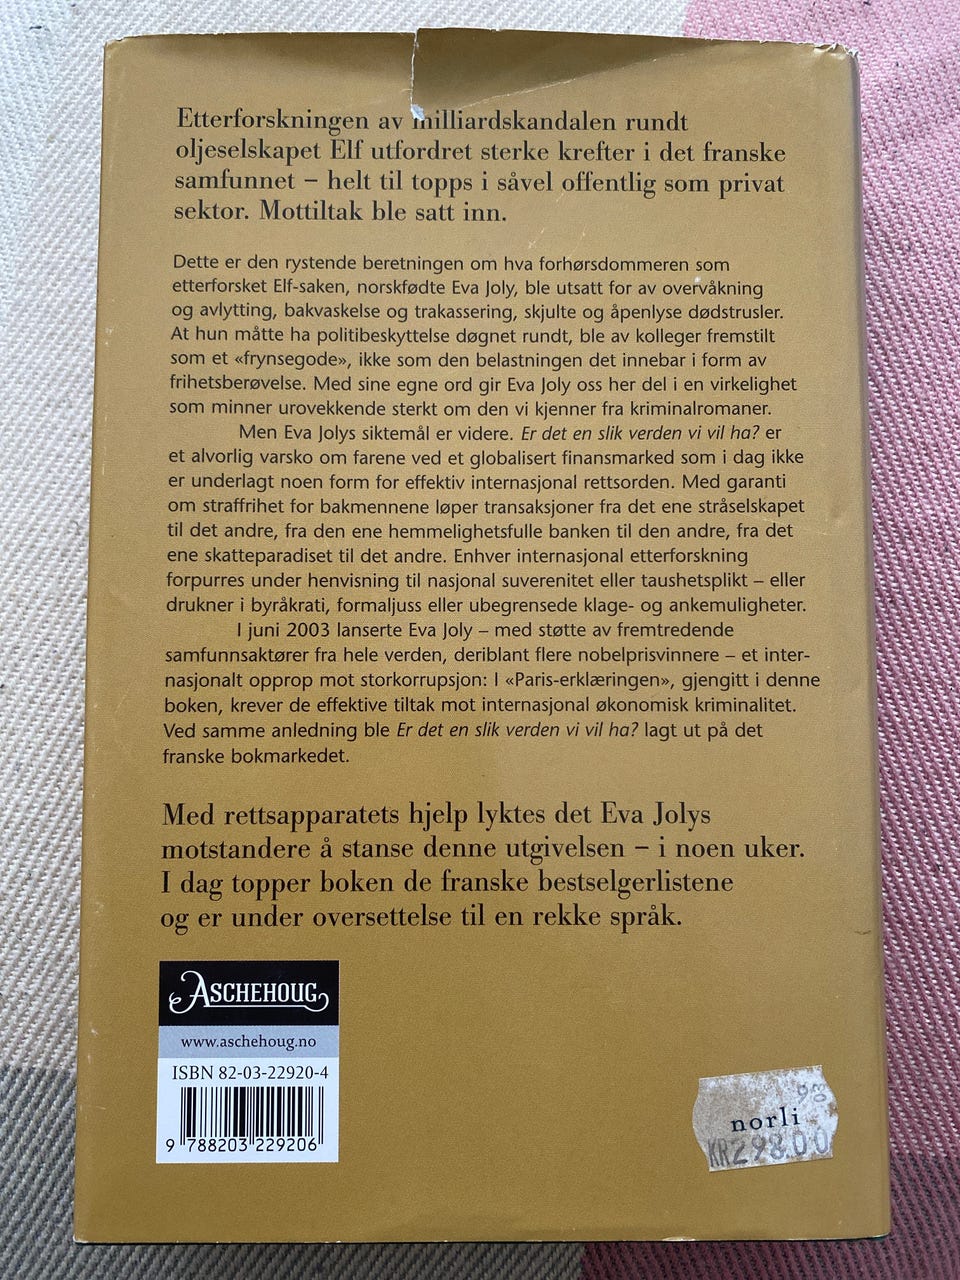 Etterforskningen av milliardskandalen rundt
oljeselskapet Elf utfordret sterke krefter i det franske
samfunnet – helt til topps i såvel offentlig som privat
sektor. Mottiltak ble satt inn.
Dette er den rystende beretningen om hva forhørsdommeren som
etterforsket Elf-saken, norskfødte Eva Joly, ble utsatt for av overvåkning
og avlytting, bakvaskelse og trakassering, skjulte og åpenlyse dødstrusler.
At hun måtte ha politibeskyttelse døgnet rundt, ble av kolleger fremstilt
som et «frynsegode», ikke som den belastningen det innebar i form av
frihetsberøvelse. Med sine egne ord gir Eva Joly oss her del i en virkelighet
som minner urovekkende sterkt om den vi kjenner fra kriminalromaner.
Men Eva Jolys siktemål er videre. Er det en slik verden vi vil ha? er
et alvorlig varsko om farene ved et globalisert finansmarked som i dag ikke
er underlagt noen form for effektiv internasjonal rettsorden. Med garanti
om straffrihet for bakmennene løper transaksjoner fra det ene stråselskapet
til det andre, fra den ene hemmelighetsfulle banken til den andre, fra det
ene skatteparadiset til det andre. Enhver internasjonal etterforskning
forpurres under henvisning til nasjonal suverenitet eller taushetsplikt – eller
drukner i byråkrati, formaljuss eller ubegrensede klage- og ankemuligheter.
I juni 2003 lanserte Eva Joly – med støtte av fremtredende
samfunnsaktører fra hele verden, deriblant flere nobelprisvinnere – et inter-
nasjonalt opprop mot storkorrupsjon: I «Paris-erklæringen», gjengitt i denne
boken, krever de effektive tiltak mot internasjonal økonomisk kriminalitet.
Ved samme anledning ble Er det en slik verden vi vil ha? lagt ut på det
franske bokmarkedet.
Med rettsapparatets hjelp lyktes det Eva Jolys
motstandere å stanse denne utgivelsen – i noen uker.
I dag topper boken de franske bestselgerlistene
og er under oversettelse til en rekke språk.
ASCHEHOUG
www.aschehoug.no
ISBN 82-03-22920-4
9 788203 229206
norli
KR298.00